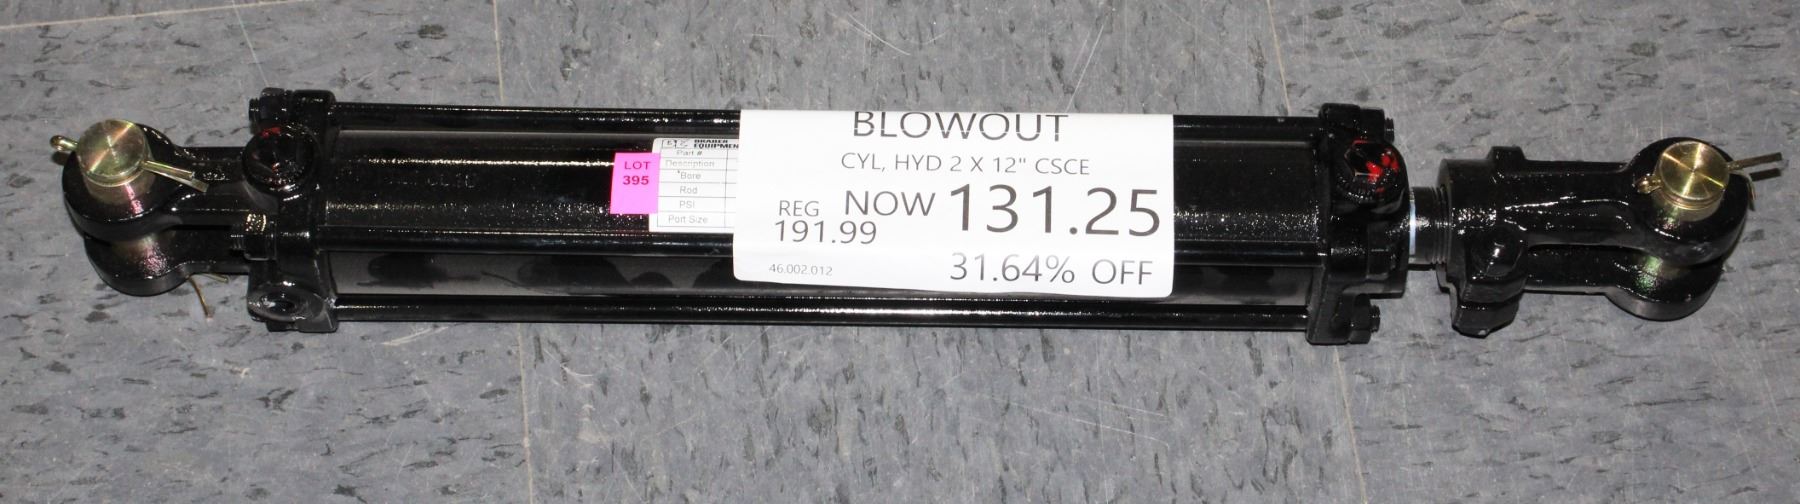 LOT
395
EQUIPMEN
Part #
Description
Bore
Rod
PSI
Port Size
BLOWOUT
CYL, HYD 2 X 12" CSCE
REG NOW 131.25
191.99
46.002.012 31.64% OFF